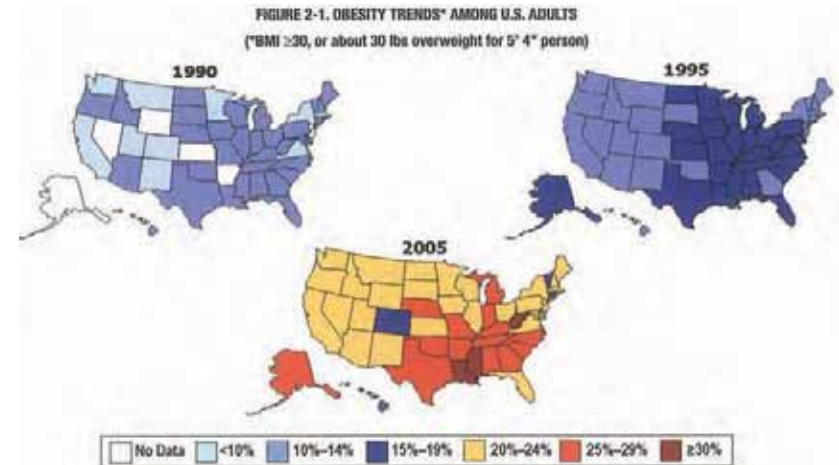 FIGURE 2-1. OBESITY TRENDS* AMONG U.S. ADULTS
(*BMI ≥30, or about 30 lbs overweight for 5' 4" person)
1990
1995
2005
No Data <10% 10%–14% 15%–19% 20%–24% 25%–29% ≥30%